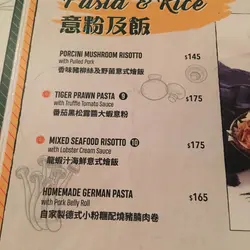 Pasta & Rice
意粉及飯
PORCINI MUSHROOM RISOTTO $145
with Pulled Pork
香味豬柳絲及野菌意式燴飯
TIGER PRAWN PASTA 9 $175
with Truffle Tomato Sauce
番茄黑松露醬大蝦意粉
MIXED SEAFOOD RISOTTO 10 $175
with Lobster Cream Sauce
龍蝦汁海鮮意式燴飯
HOMEMADE GERMAN PASTA $165
with Pork Belly Roll
自家製德式小粉糰配燒豬腩肉卷